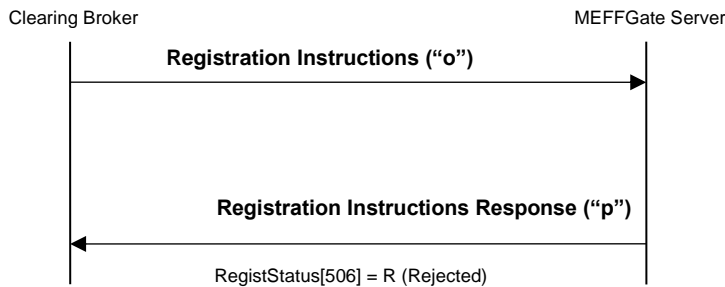 Clearing Broker
MEFFGate Server
Registration Instructions (“o”)
Registration Instructions Response (“p”)
RegistStatus[506] = R (Rejected)